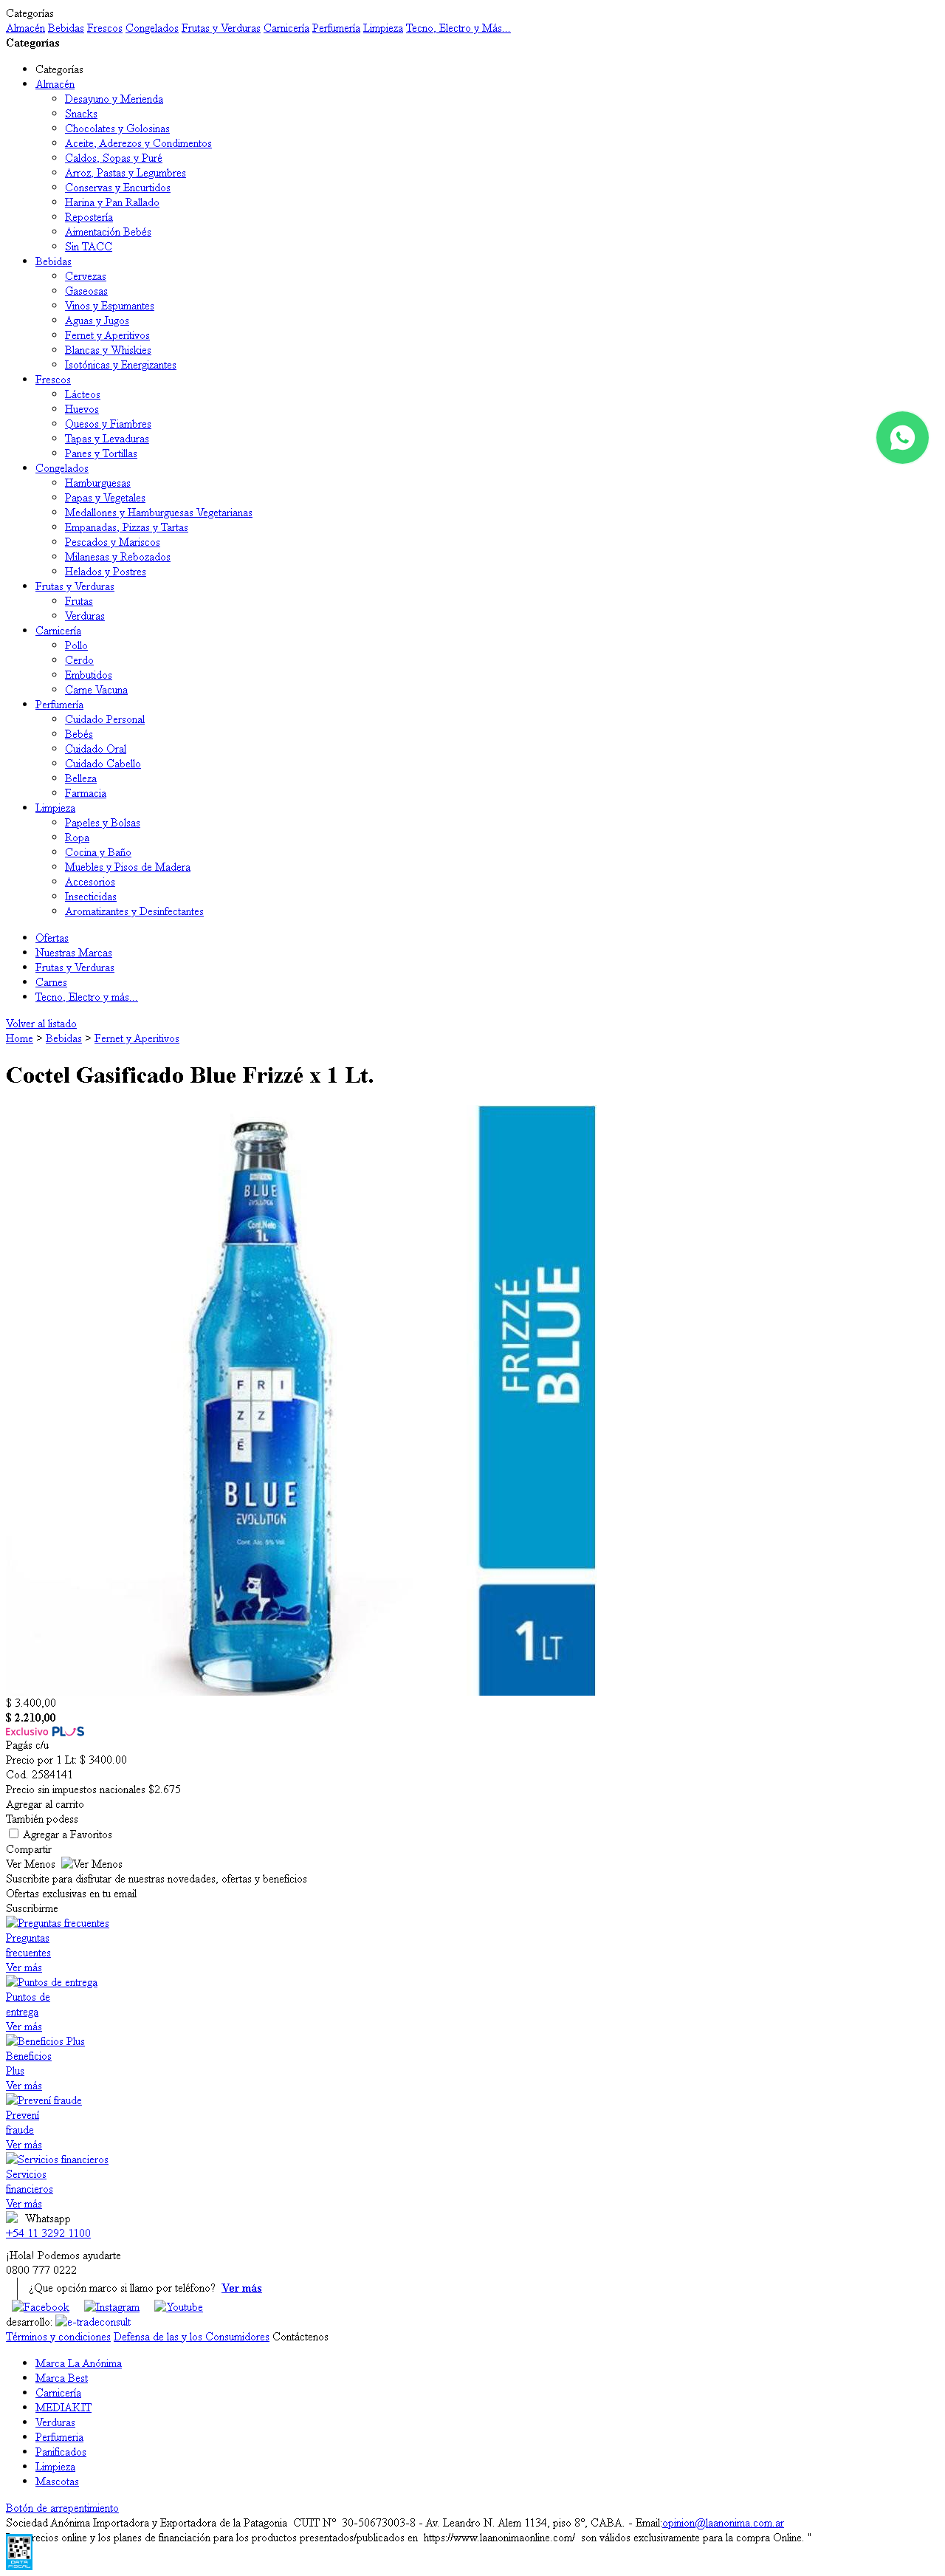 Categorías
Almacén Bebidas Frescos Congelados Frutas y Verduras Carnicería Perfumería Limpieza Tecno, Electro y Más...
Categorías
Categorías
Almacén
Desayuno y Merienda
Snacks
Chocolates y Golosinas
Aceite, Aderezos y Condimentos
Caldos, Sopas y Puré
Arroz, Pastas y Legumbres
Conservas y Encurtidos
Harina y Pan Rallado
Repostería
Aimentación Bebés
Sin TACC
Bebidas
Cervezas
Gaseosas
Vinos y Espumantes
Aguas y Jugos
Fernet y Aperitivos
Blancas y Whiskies
Isotónicas y Energizantes
Frescos
Lácteos
Huevos
Quesos y Fiambres
Tapas y Levaduras
Panes y Tortillas
Congelados
Hamburguesas
Papas y Vegetales
Medallones y Hamburguesas Vegetarianas
Empanadas, Pizzas y Tartas
Pescados y Mariscos
Milanesas y Rebozados
Helados y Postres
Frutas y Verduras
Frutas
Verduras
Carnicería
Pollo
Cerdo
Embutidos
Carne Vacuna
Perfumería
Cuidado Personal
Bebés
Cuidado Oral
Cuidado Cabello
Belleza
Farmacia
Limpieza
Papeles y Bolsas
Ropa
Cocina y Baño
Muebles y Pisos de Madera
Accesorios
Insecticidas
Aromatizantes y Desinfectantes
Ofertas
Nuestras Marcas
Frutas y Verduras
Carnes
Tecno, Electro y más...
Volver al listado
Home > Bebidas > Fernet y Aperitivos
Coctel Gasificado Blue Frizzé x 1 Lt.
BLUE
EVOLUTION
Cont.Neto
1L
FRI
ZZ
É
BLUE
EVOLUTION
Cont. Alc. 5% Vol.
FRIZZÉ
BLUE
1 LT
$ 3.400,00
$ 2.210,00
Exclusivo PLUS
Pagás c/u
Precio por 1 Lt: $ 3400.00
Cod. 2584141
Precio sin impuestos nacionales $2.675
Agregar al carrito
También podess
Agregar a Favoritos
Compartir
Ver Menos Ver Menos
Suscribite para disfrutar de nuestras novedades, ofertas y beneficios
Ofertas exclusivas en tu email
Suscribirme
Preguntas frecuentes
Preguntas
frecuentes
Ver más
Puntos de entrega
Puntos de
entrega
Ver más
Beneficios Plus
Beneficios
Plus
Ver más
Prevení fraude
Prevení
fraude
Ver más
Servicios financieros
Servicios
financieros
Ver más
Whatsapp
+54 11 3292 1100
¡Hola! Podemos ayudarte
0800 777 0222
¿Que opción marco si llamo por teléfono? Ver más
Facebook Instagram Youtube
desarrollo: e-tradeconsult
Términos y condiciones Defensa de las y los Consumidores Contáctenos
Marca La Anónima
Marca Best
Carnicería
MEDIAKIT
Verduras
Perfumeria
Panificados
Limpieza
Mascotas
Botón de arrepentimiento
Sociedad Anónima Importadora y Exportadora de la Patagonia CUIT Nº 30-50673003-8 - Av. Leandro N. Alem 1134, piso 8º, CABA. - Email:opinion@laanonima.com.ar
recios online y los planes de financiación para los productos presentados/publicados en https://www.laanonimaonline.com/ son válidos exclusivamente para la compra Online. "
DATA FISCAL